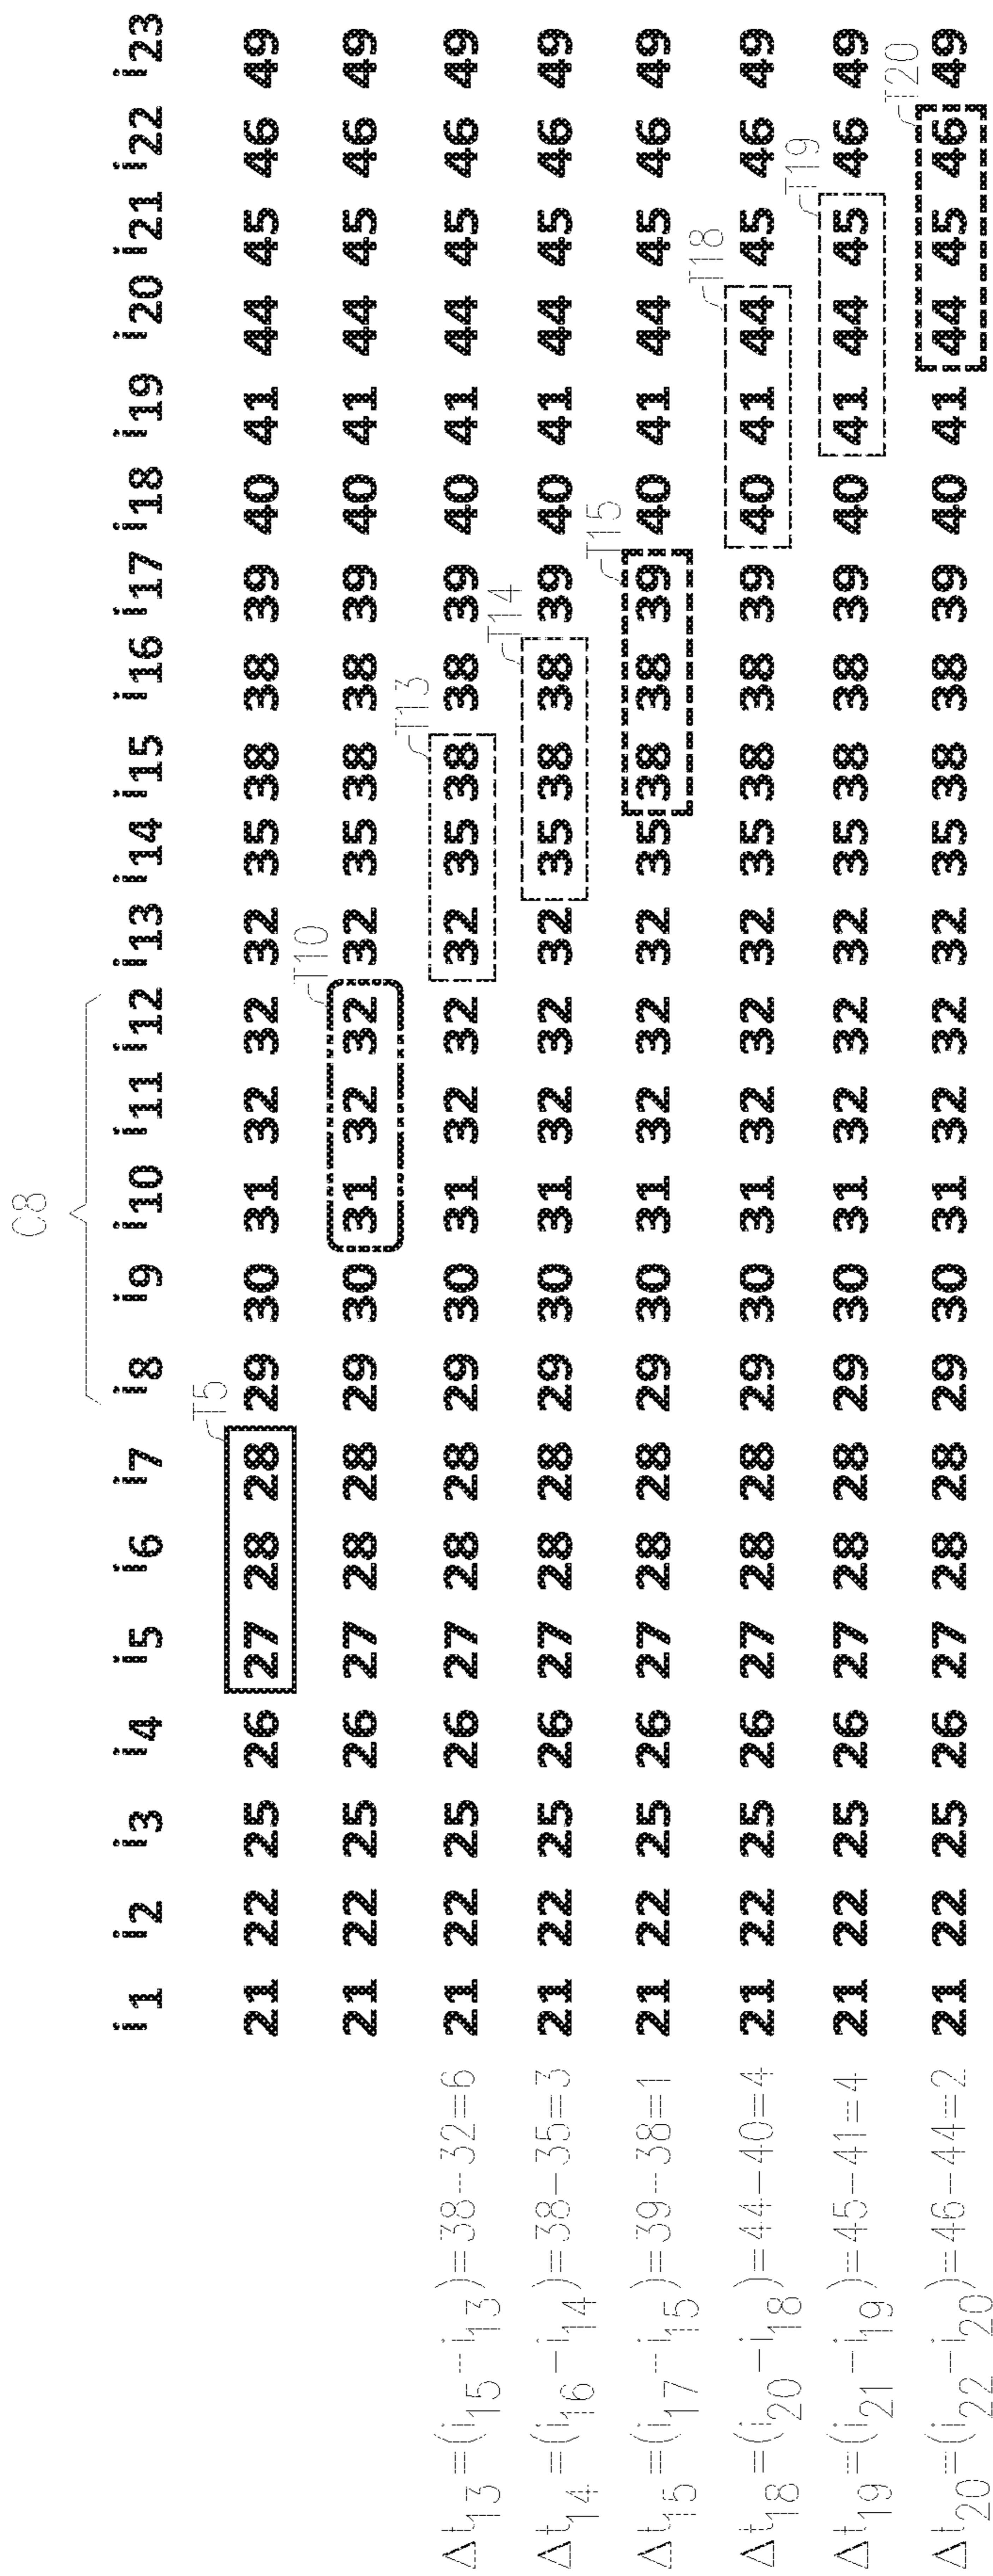 C8
i1 i2 i3 i4 i5 i6 i7 i8 i9 i10 i11 i12 i13 i14 i15 i16 i17 i18 i19 i20 i21 i22 i23
T5
21 22 25 26 27 28 28 29 30 31 32 32 32 35 38 38 39 40 41 44 45 46 49
T10
21 22 25 26 27 28 28 29 30 31 32 32 32 35 38 38 39 40 41 44 45 46 49
T13
Δt13=(i15-i13)=38-32=6 21 22 25 26 27 28 28 29 30 31 32 32 32 35 38 38 39 40 41 44 45 46 49
T14
Δt14=(i16-i14)=38-35=3 21 22 25 26 27 28 28 29 30 31 32 32 32 35 38 38 39 40 41 44 45 46 49
T15
Δt15=(i17-i15)=39-38=1 21 22 25 26 27 28 28 29 30 31 32 32 32 35 38 38 39 40 41 44 45 46 49
T18
Δt18=(i20-i18)=44-40=4 21 22 25 26 27 28 28 29 30 31 32 32 32 35 38 38 39 40 41 44 45 46 49
T19
Δt19=(i21-i19)=45-41=4 21 22 25 26 27 28 28 29 30 31 32 32 32 35 38 38 39 40 41 44 45 46 49
T20
Δt20=(i22-i20)=46-44=2 21 22 25 26 27 28 28 29 30 31 32 32 32 35 38 38 39 40 41 44 45 46 49